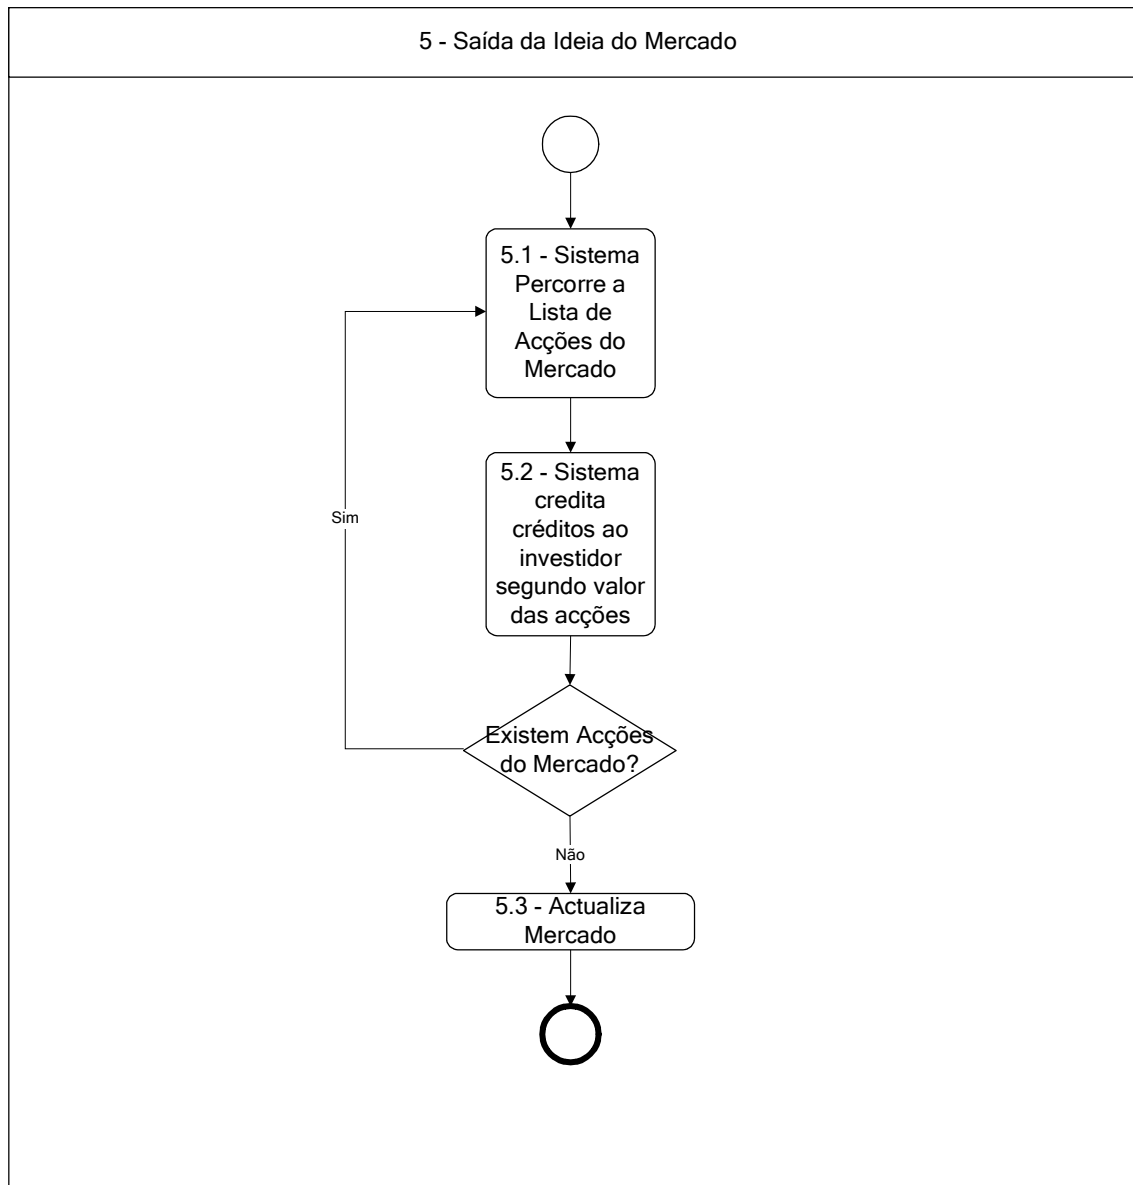 5 - Saída da Ideia do Mercado
5.1 - Sistema
Percorre a
Lista de
Acções do
Mercado
5.2 - Sistema
credita
créditos ao
investidor
segundo valor
das acções
Sim
Existem Acções
do Mercado?
Não
5.3 - Actualiza
Mercado